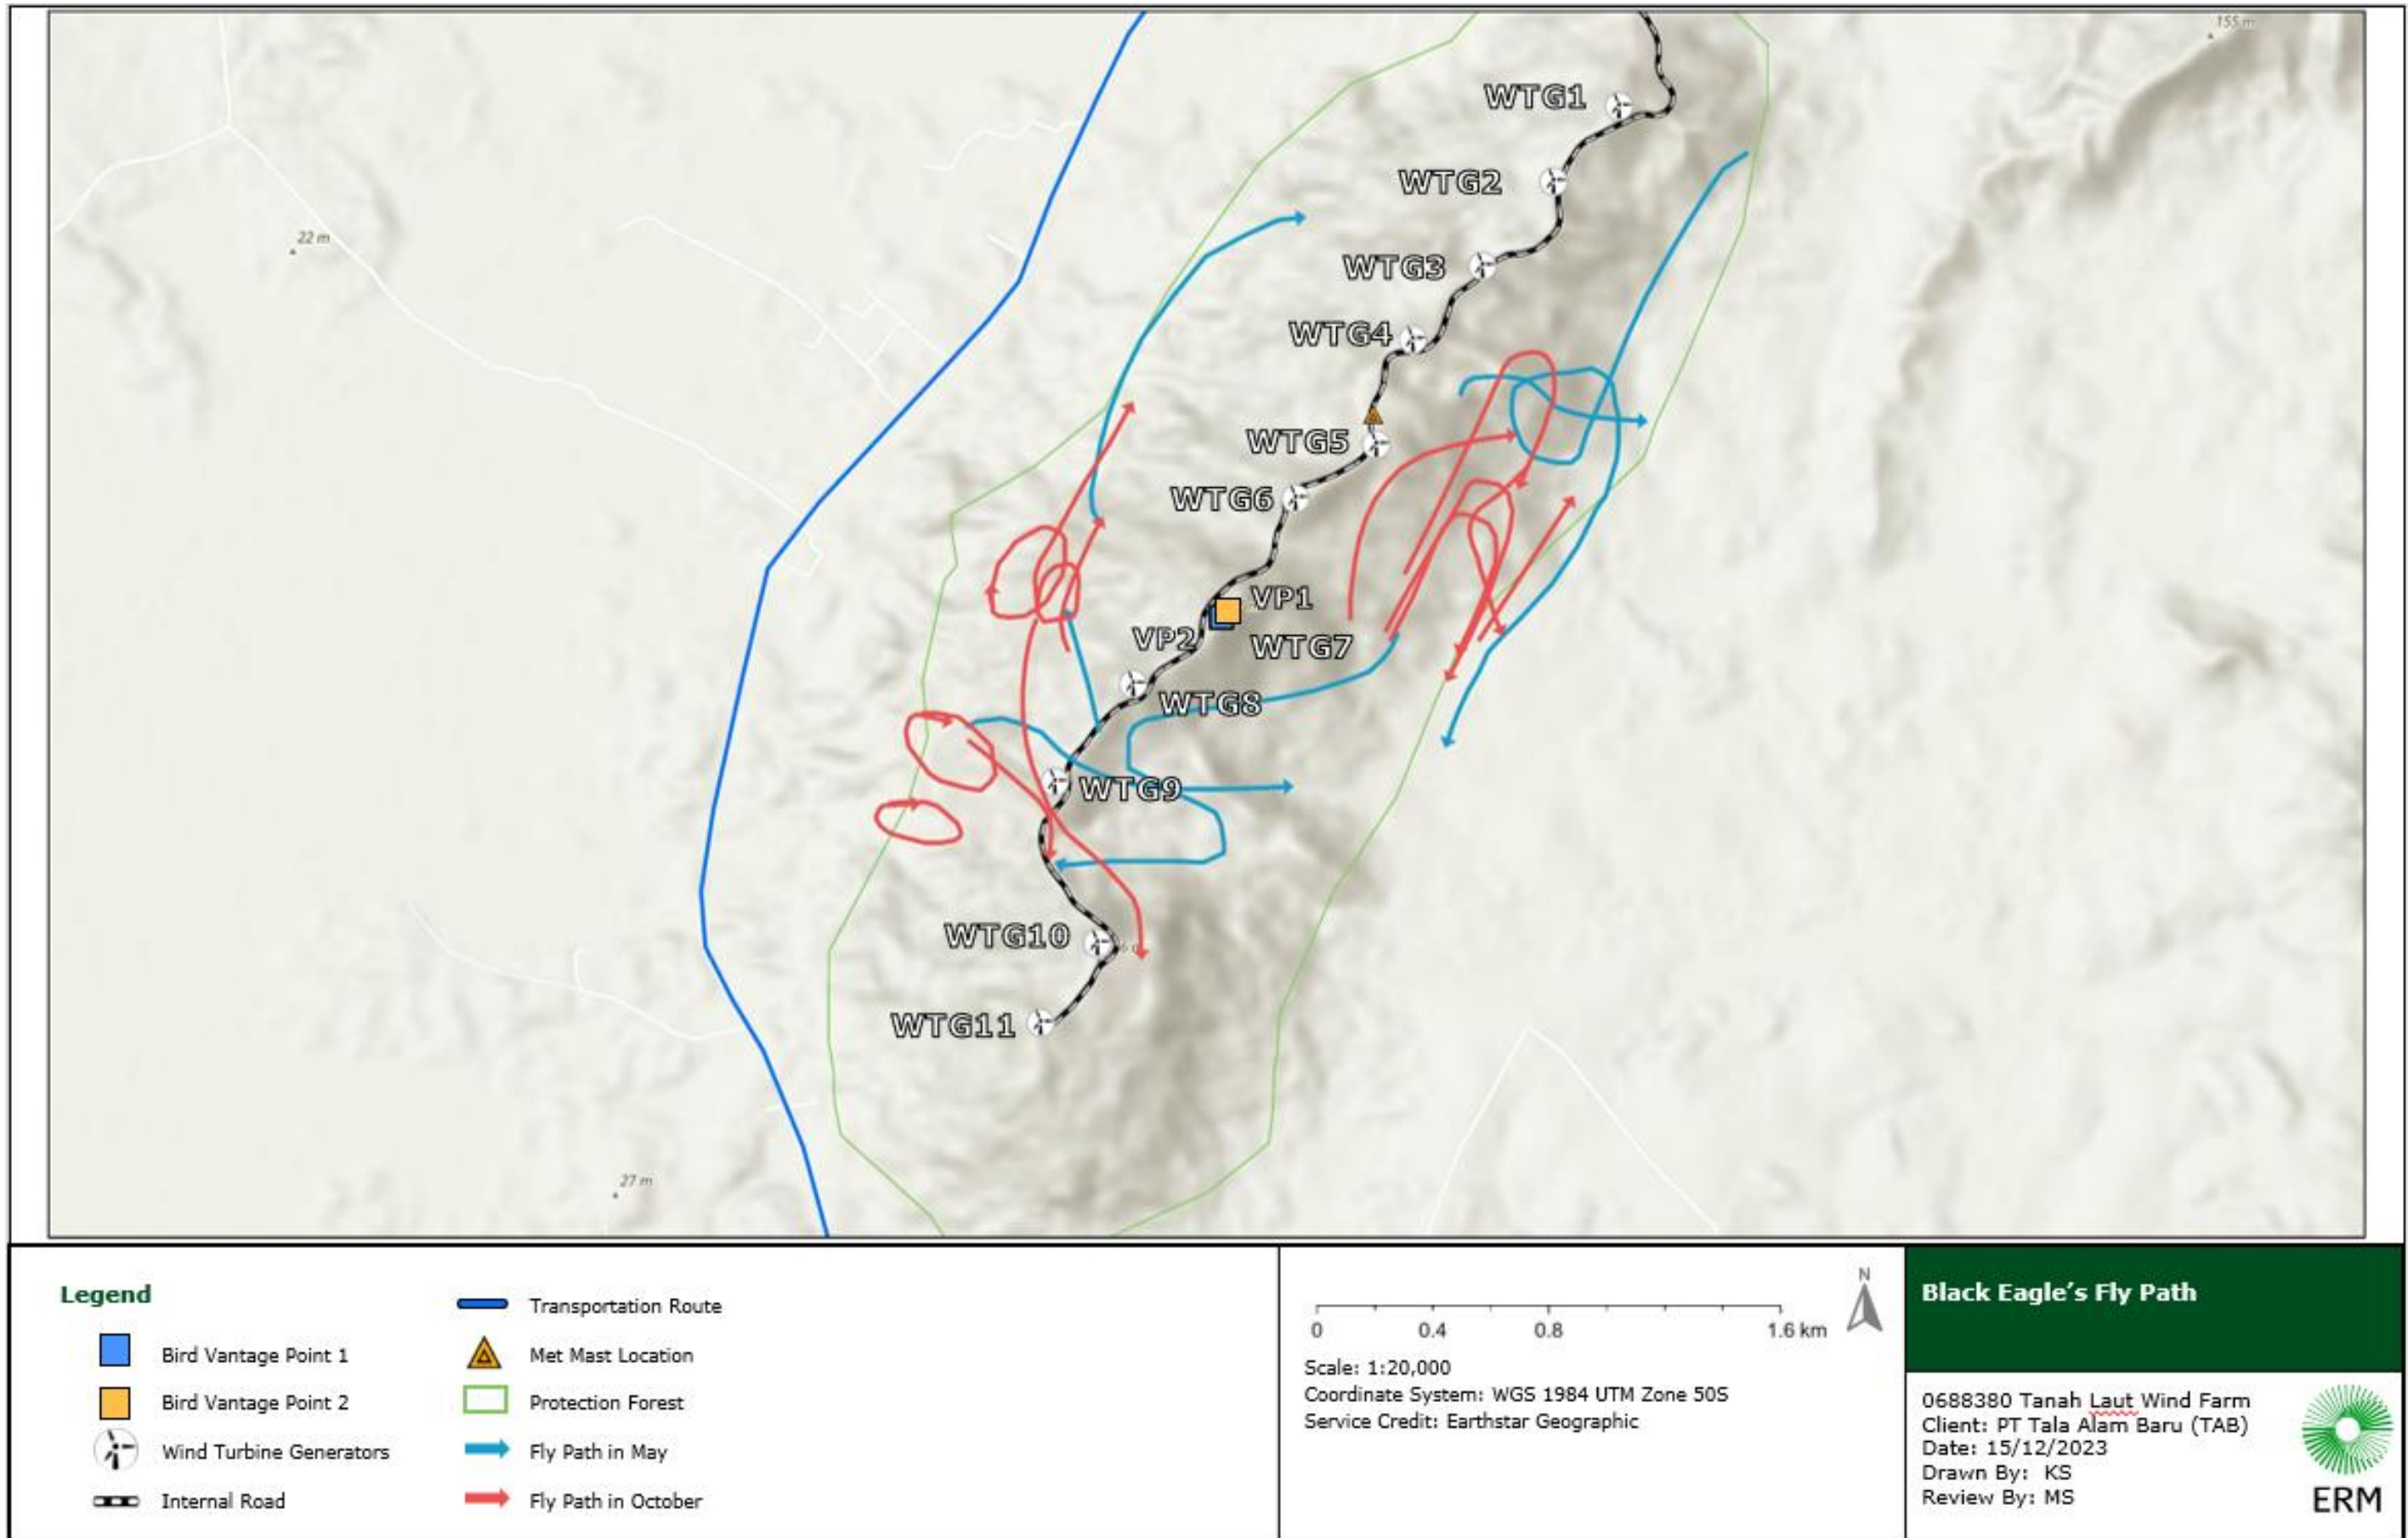 155 m
WTG1
WTG2
22 m
WTG3
WTG4
WTG5
WTG6
VP1
VP2
WTG7
WTG8
WTG9
WTG10
WTG11
27 m
Legend
Bird Vantage Point 1
Bird Vantage Point 2
Wind Turbine Generators
Internal Road
Transportation Route
Met Mast Location
Protection Forest
Fly Path in May
Fly Path in October
0 0.4 0.8 1.6 km
N
Scale: 1:20,000
Coordinate System: WGS 1984 UTM Zone 50S
Service Credit: Earthstar Geographic
Black Eagle’s Fly Path
0688380 Tanah Laut Wind Farm
Client: PT Tala Alam Baru (TAB)
Date: 15/12/2023
Drawn By: KS
Review By: MS
ERM